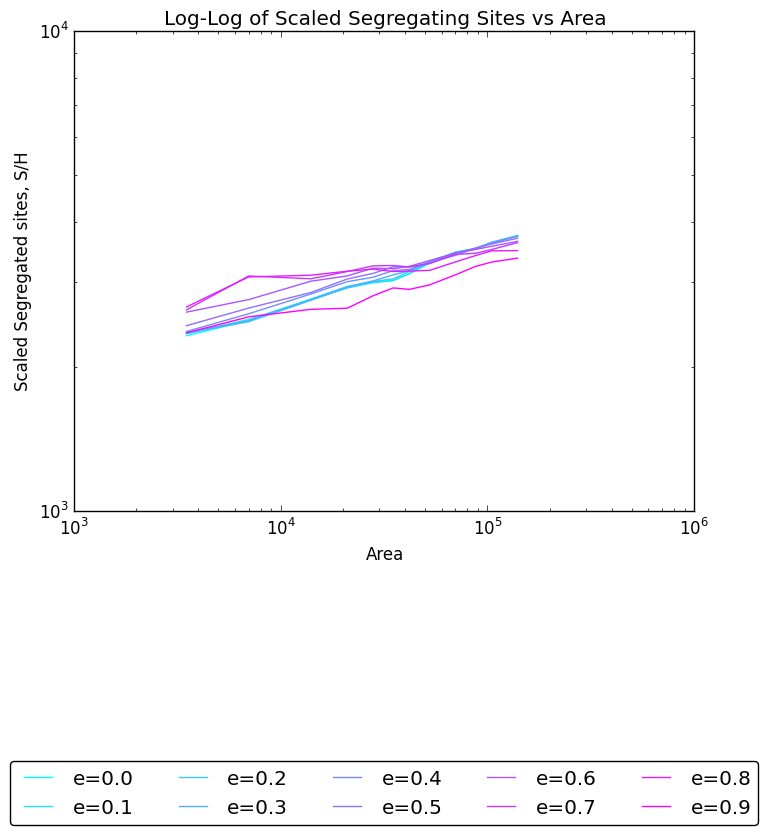 Log-Log of Scaled Segregating Sites vs Area
Scaled Segregated sites, S/H
10^4
10^3
10^3 10^4 10^5 10^6
Area
e=0.0 e=0.2 e=0.4 e=0.6 e=0.8
e=0.1 e=0.3 e=0.5 e=0.7 e=0.9